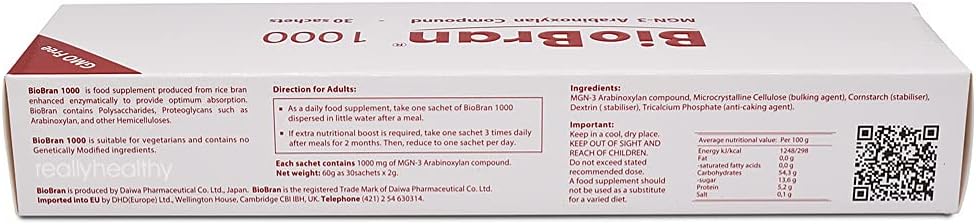 MGN-3 Arabinoxylan Compound - 30 sachets
BioBran® 1000
GMO Free
BioBran 1000 is food supplement produced from rice bran
enhanced enzymatically to provide optimum absorption.
BioBran contains Polysaccharides, Proteoglycans such as
Arabinoxylan, and other Hemicelluloses.
BioBran 1000 is suitable for vegetarians and contains no
Genetically Modified ingredients.
reallyhealthy
Direction for Adults:
As a daily food supplement, take one sachet of BioBran 1000
dispersed in little water after a meal.
If extra nutritional boost is required, take one sachet 3 times daily
after meals for 2 months. Then, reduce to one sachet per day.
Each sachet contains 1000 mg of MGN-3 Arabinoxylan compound.
Net weight: 60g as 30sachets x 2g.
BioBran is produced by Daiwa Pharmaceutical Co. Ltd., Japan. BioBran is the registered Trade Mark of Daiwa Pharmaceutical Co. Ltd.
Imported into EU by DHD(Europe) Ltd., Wellington House, Cambridge CBI IBH, UK. Telephone (421) 2 54 630314.
Ingredients:
MGN-3 Arabinoxylan compound, Microcrystalline Cellulose (bulking agent), Cornstarch (stabiliser),
Dextrin ( stabiliser), Tricalcium Phosphate (anti-caking agent).
Important:
Keep in a cool, dry place.
KEEP OUT OF SIGHT AND
REACH OF CHILDREN.
Do not exceed stated
recommended dose.
A food supplement should
not be used as a substitute
for a varied diet.
Average nutritional value: Per 100 g
Energy kJ/kcal 1248/298
Fat 0,0 g
-saturated fatty acids 0,0 g
Carbohydrates 54,3 g
-sugar 13,6 g
Protein 5,2 g
Salt 0,1 g